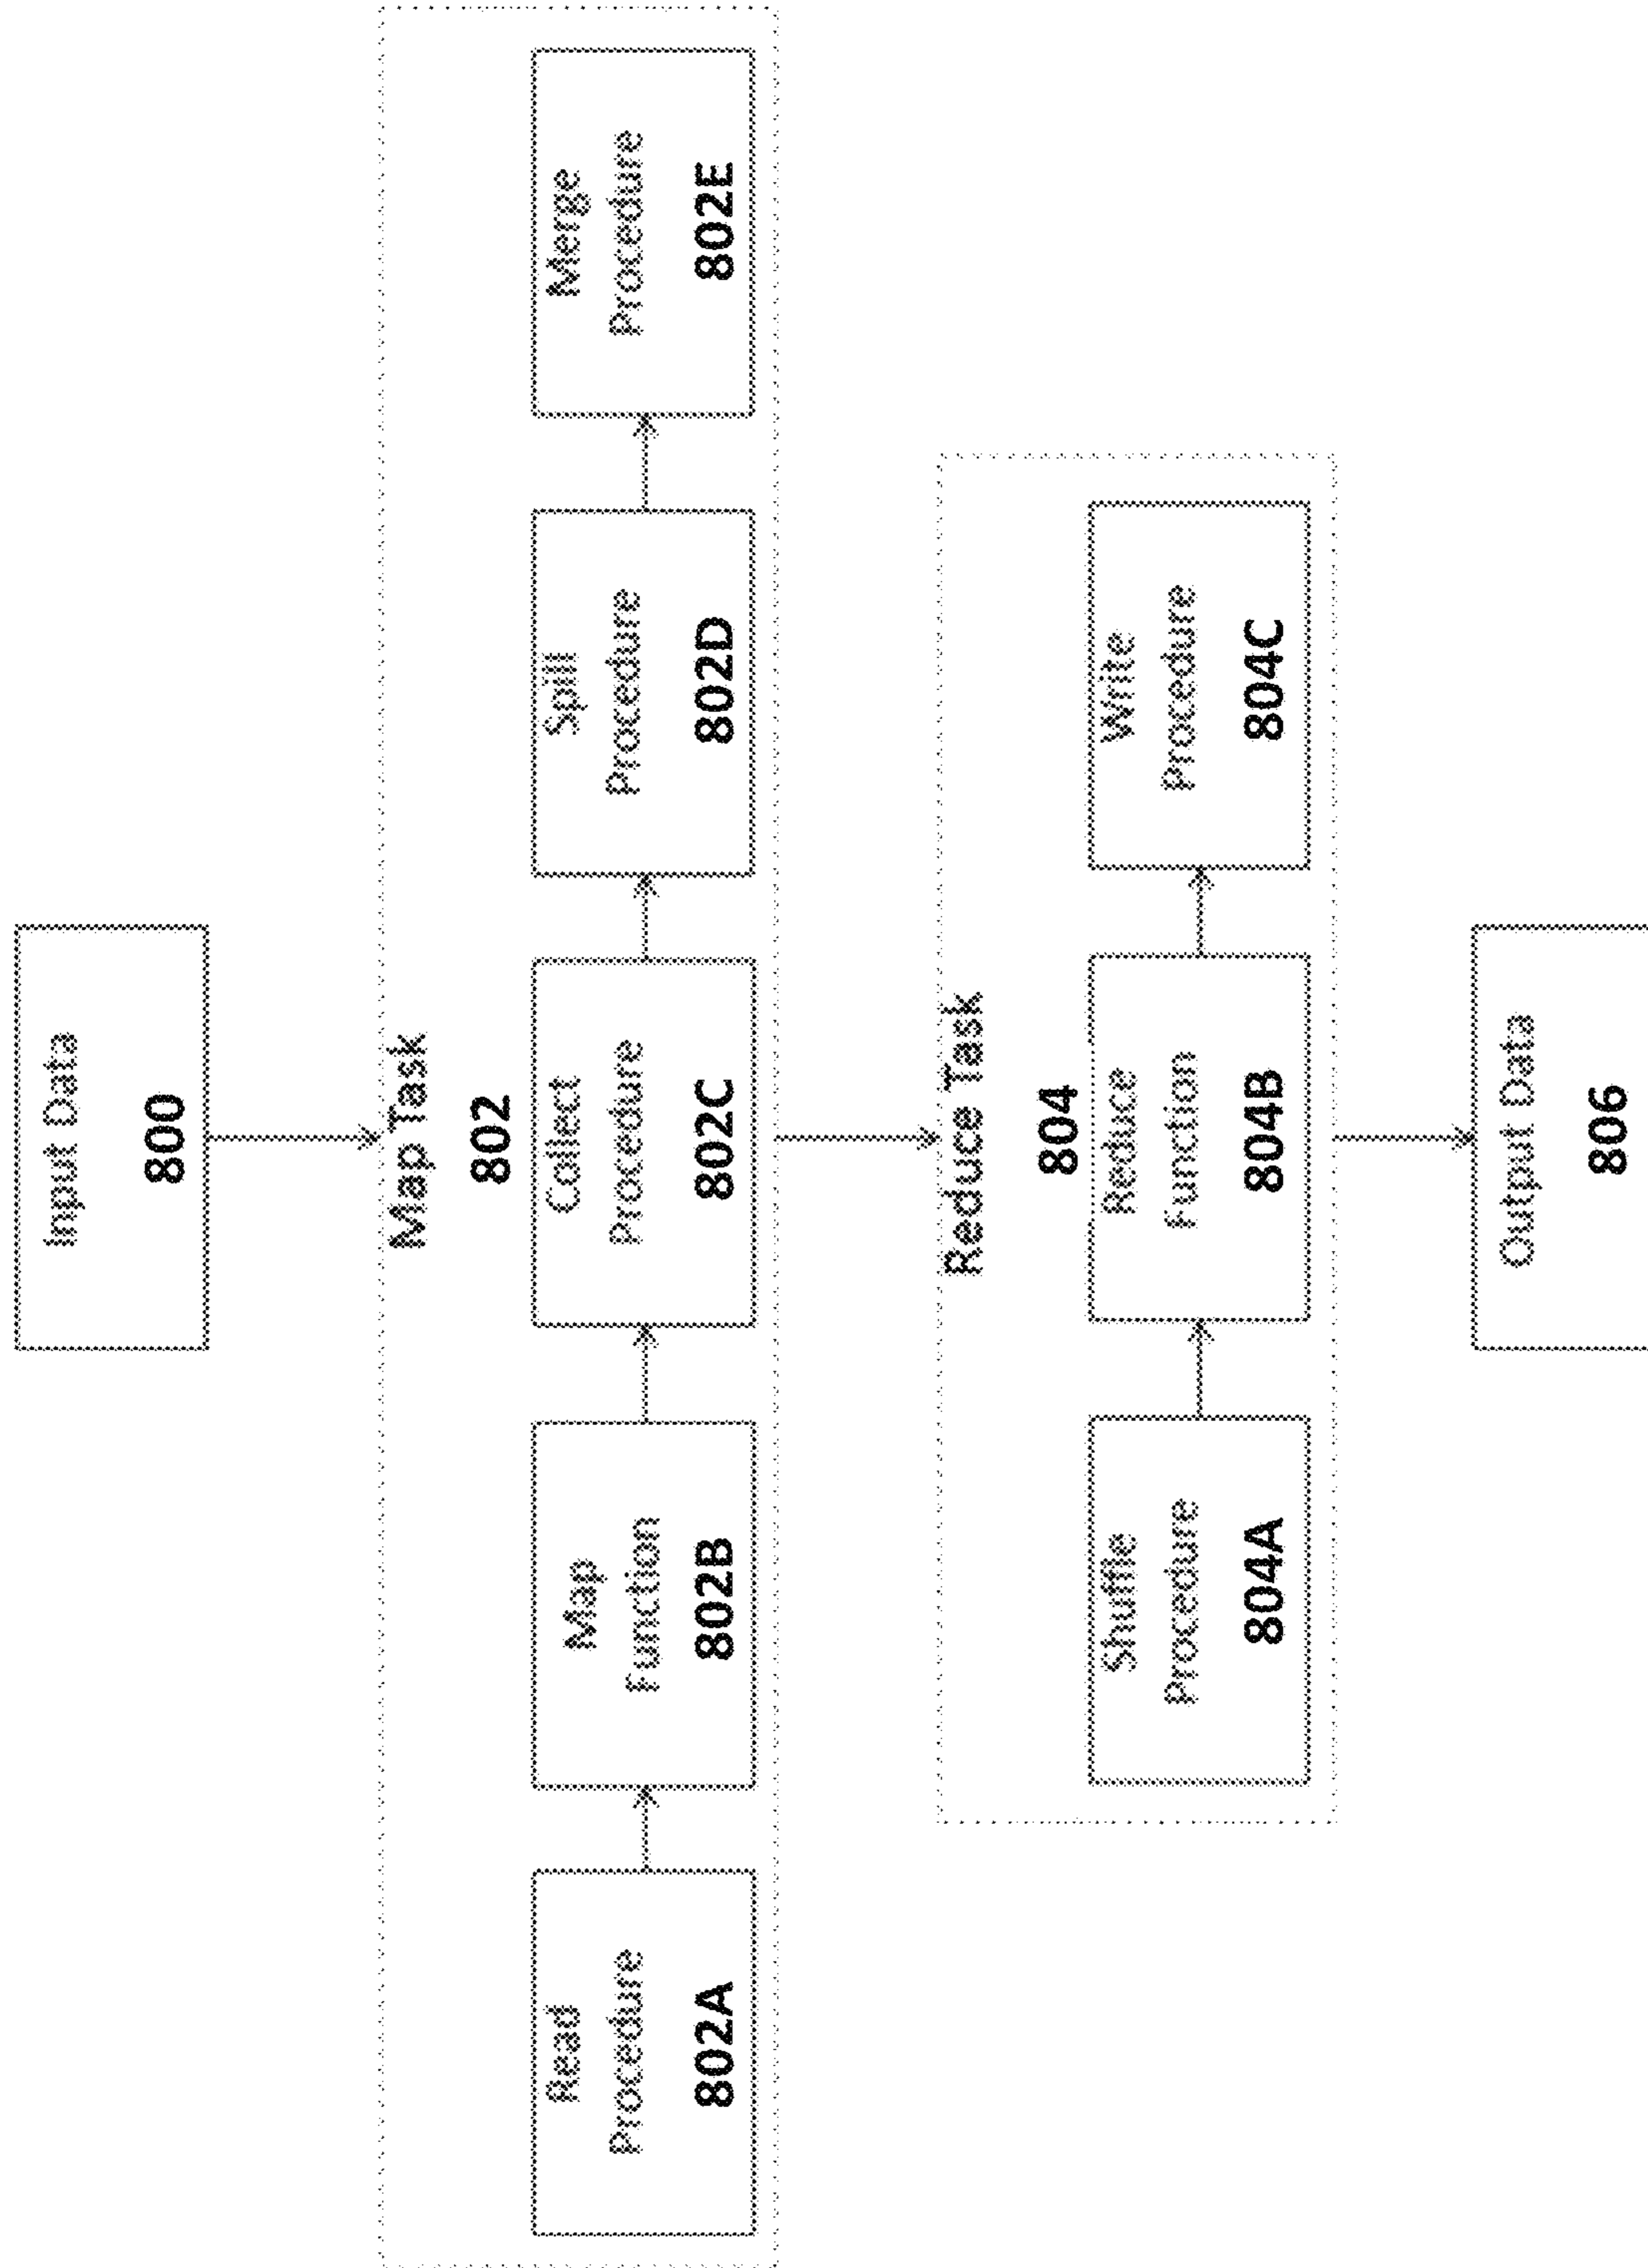 Input Data
800
Map Task
802
Read
Procedure
802A
Map
Function
802B
Collect
Procedure
802C
Spill
Procedure
802D
Merge
Procedure
802E
Reduce Task
804
Shuffle
Procedure
804A
Reduce
Function
804B
Write
Procedure
804C
Output Data
806